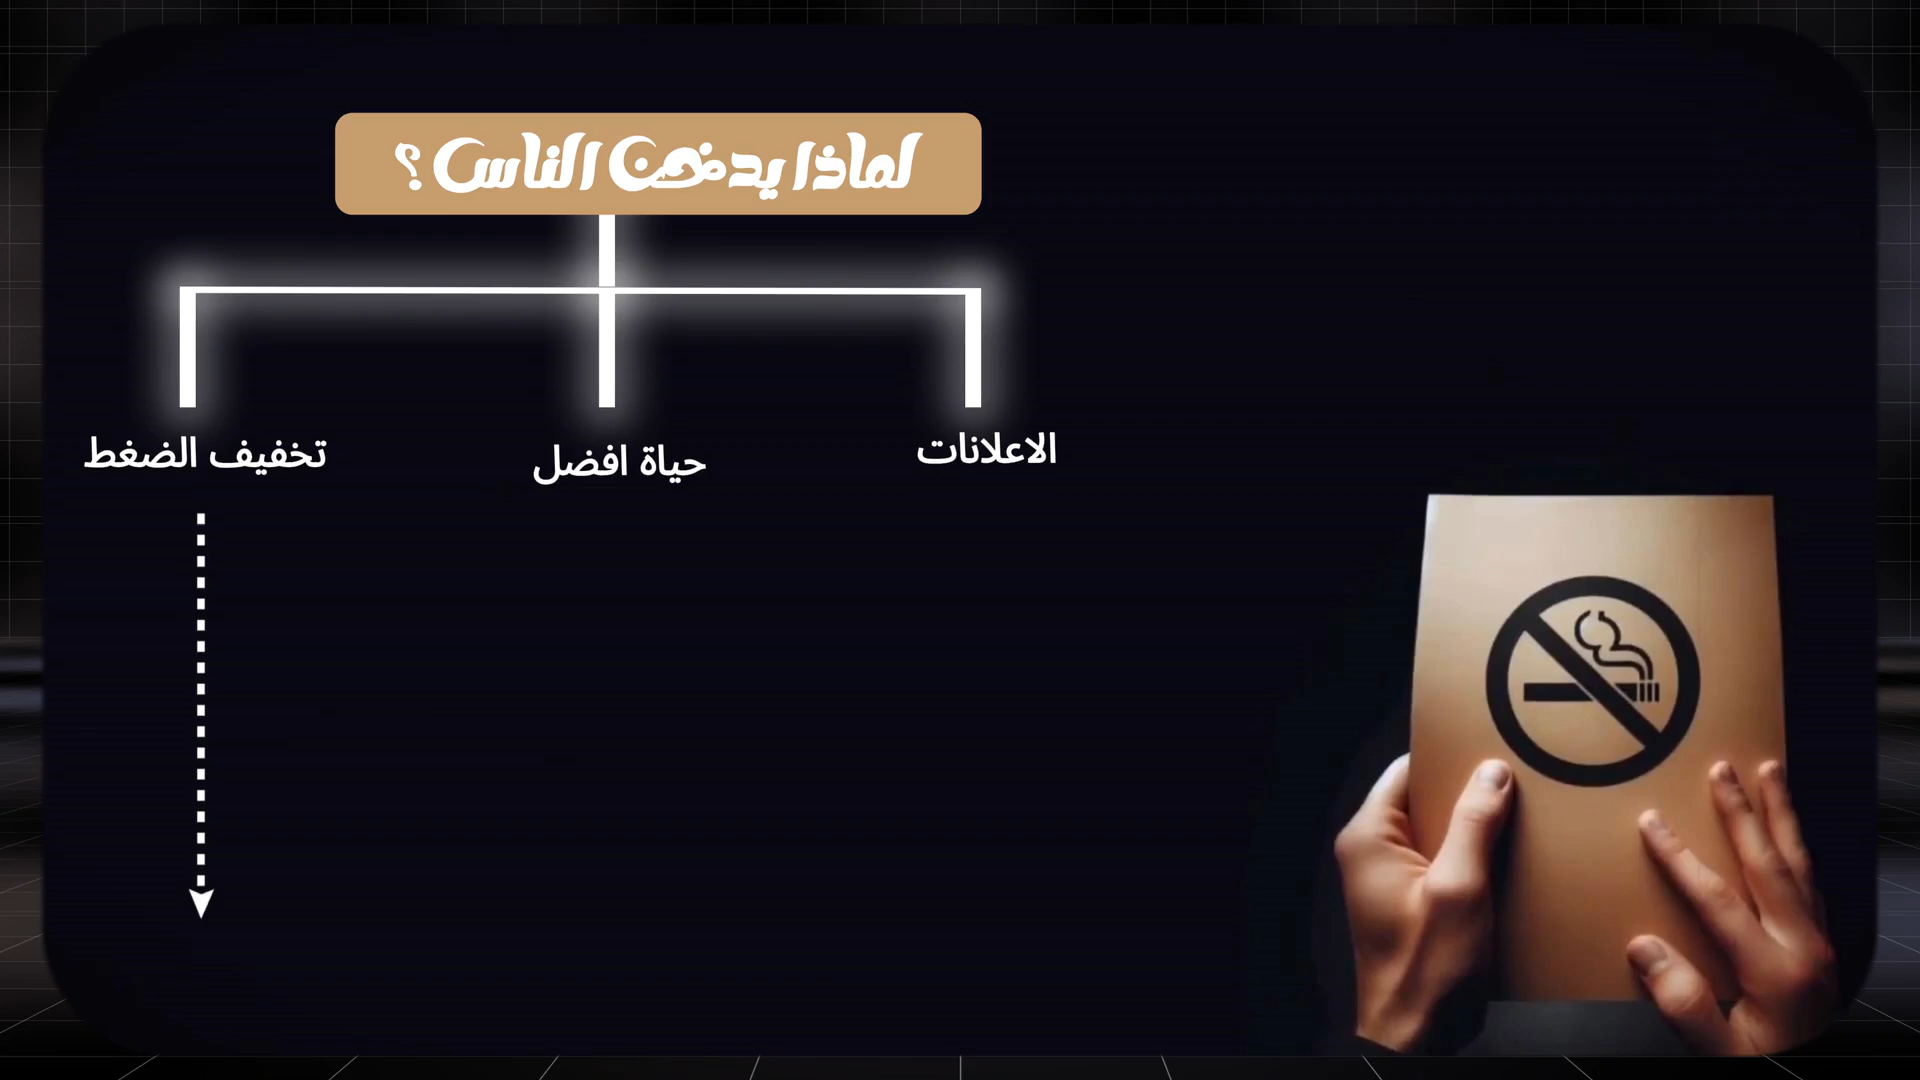 لماذا يدخن الناس ؟
الاعلانات
حياة افضل
تخفيف الضغط